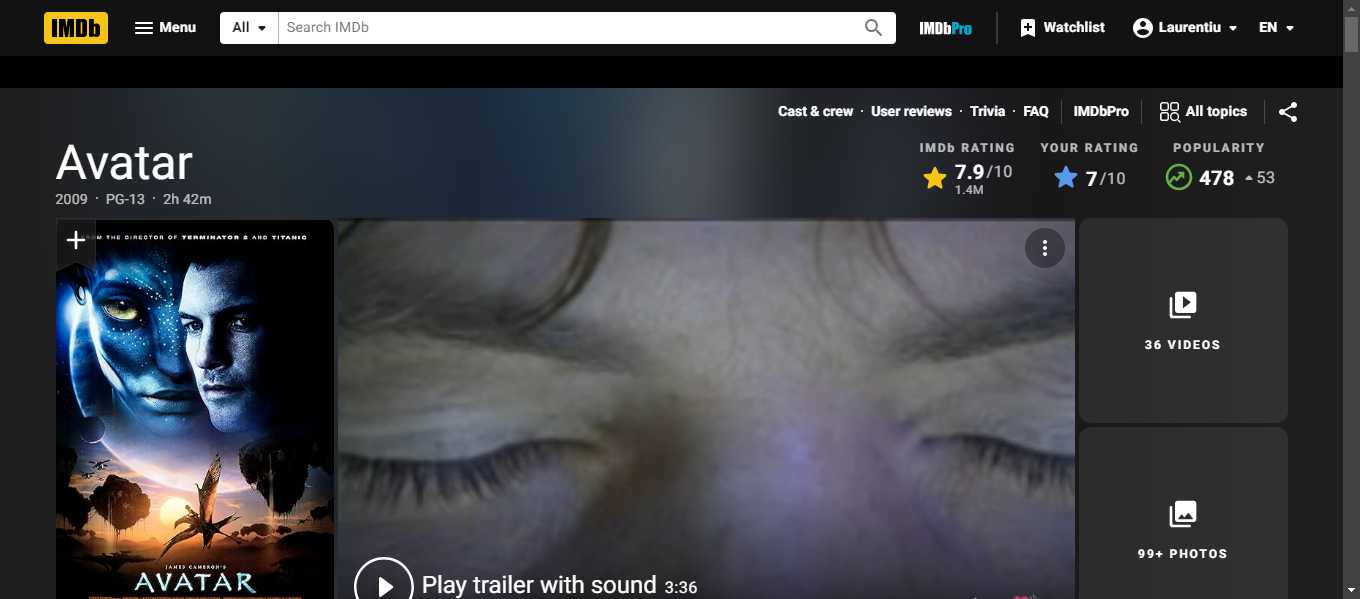 IMDb Menu All Search IMDb IMDbPro Watchlist Laurentiu EN
Cast & crew · User reviews · Trivia · FAQ IMDbPro All topics
IMDb RATING YOUR RATING POPULARITY
Avatar
7.9/10 7/10 478 53
1.4M
2009 · PG-13 · 2h 42m
FROM THE DIRECTOR OF TERMINATOR 2 AND TITANIC
36 VIDEOS
99+ PHOTOS
JAMES CAMERON'S
AVATAR
Play trailer with sound 3:36